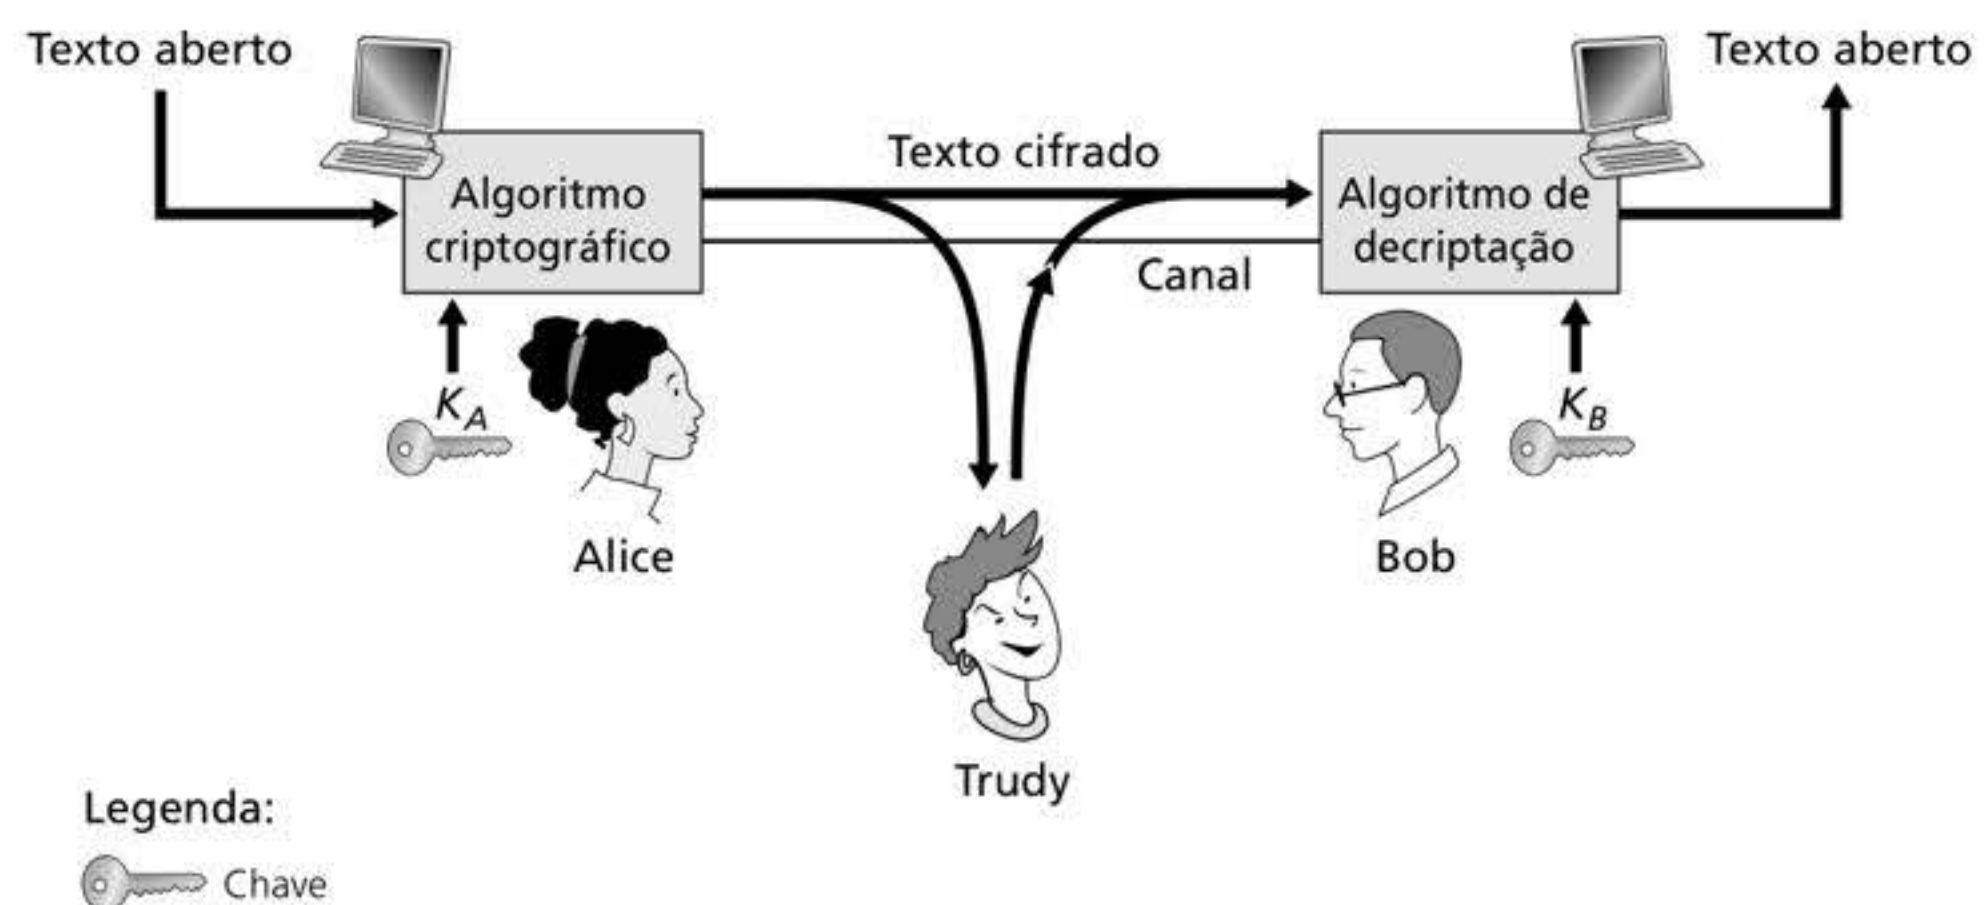 Texto aberto
Texto aberto
Texto cifrado
Algoritmo
criptográfico
Algoritmo de
decriptação
Canal
K_A
K_B
Alice
Bob
Trudy
Legenda:
Chave